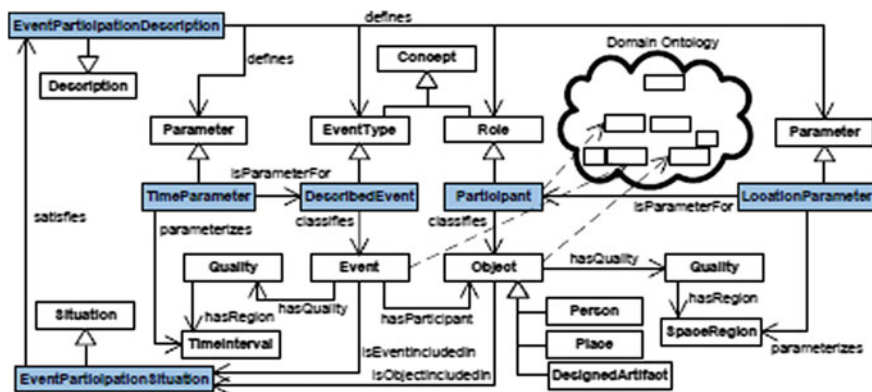 EventParticipationDescription
defines
Description
defines
Concept
Domain Ontology
Parameter
EventType
Role
Parameter
isParameterFor
TimeParameter
DescribedEvent
Participant
LocationParameter
satisfies
parameterizes
classifies
classifies
isParameterFor
Quality
Event
Object
hasQuality
Quality
hasRegion
hasQuality
hasParticipant
hasRegion
Situation
Person
TimeInterval
Place
SpaceRegion
isEventIncludedIn
parameterizes
EventParticipationSituation
isObjectIncludedIn
DesignedArtifact